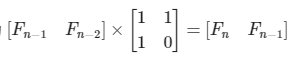 [F_{n-1} F_{n-2}] × [1 1
1 0] = [F_n F_{n-1}]